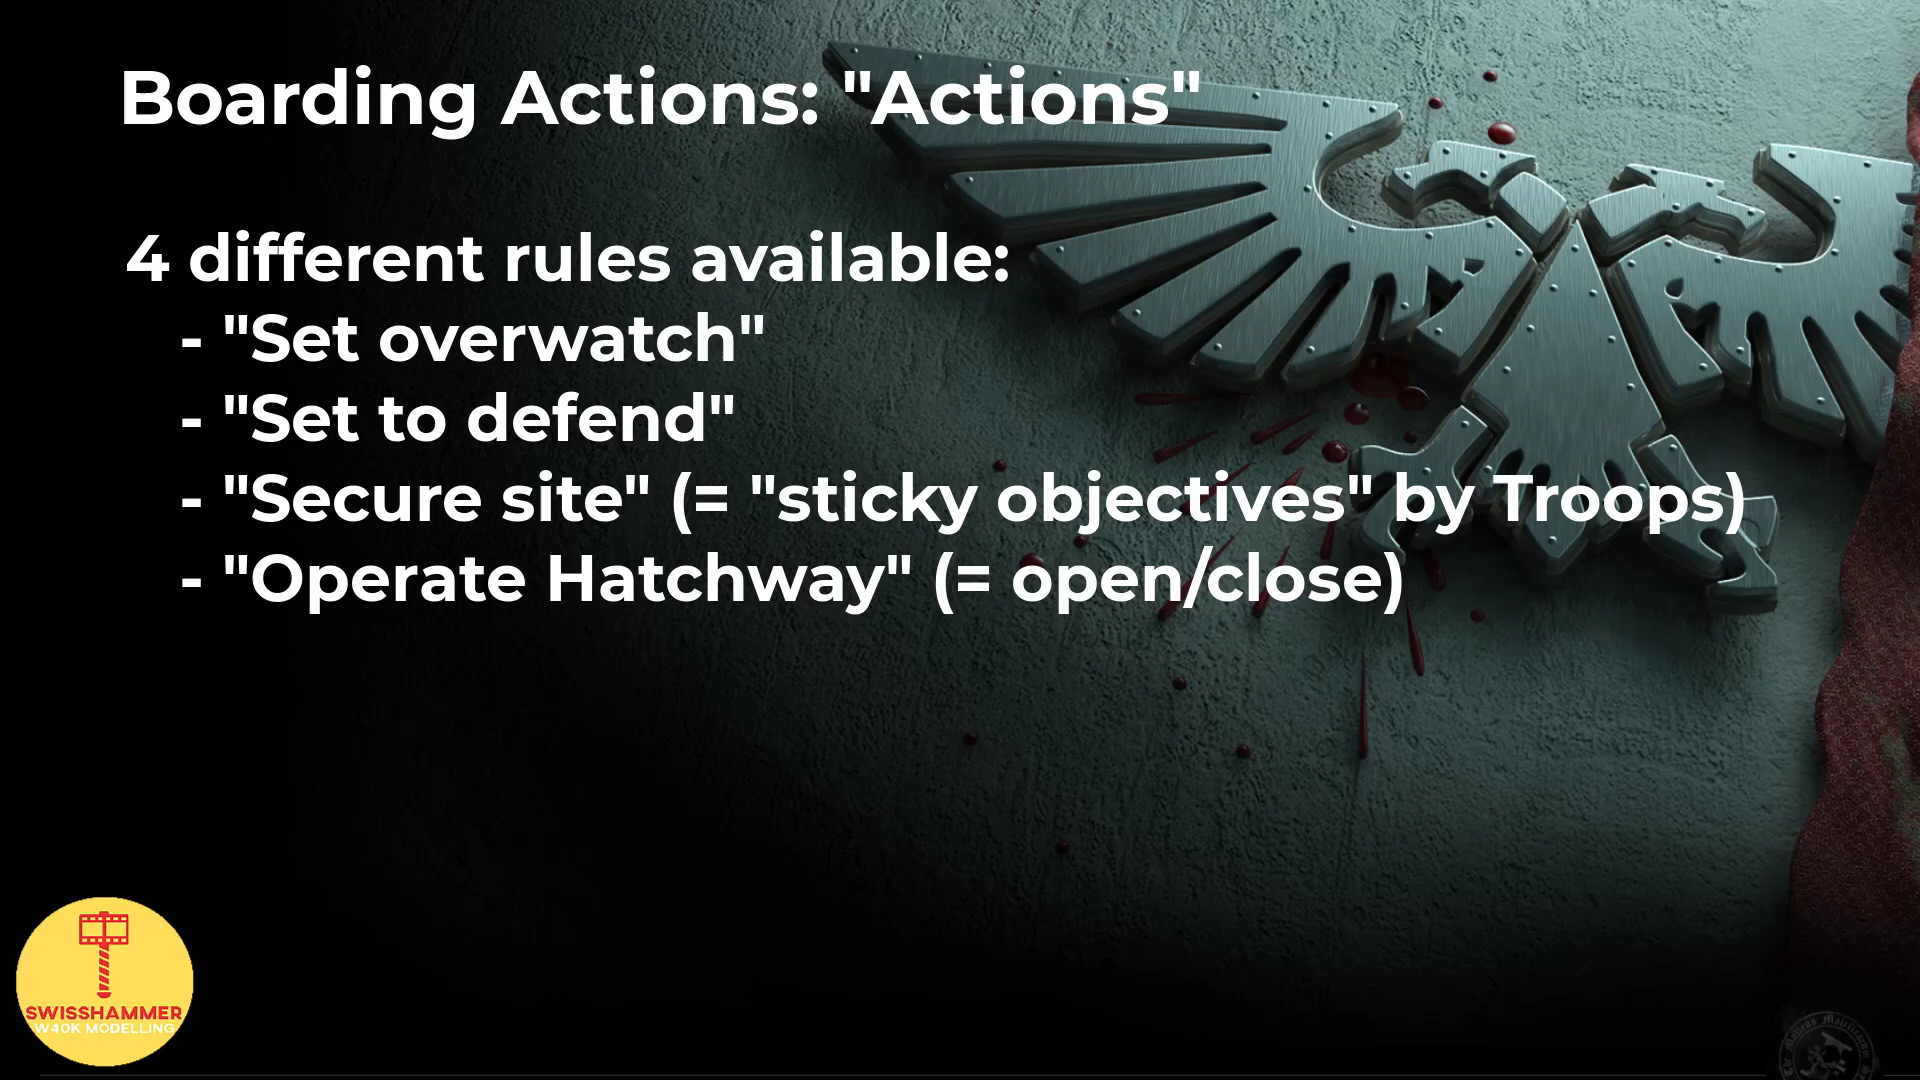 Boarding Actions: "Actions"
4 different rules available:
- "Set overwatch"
- "Set to defend"
- "Secure site" (= "sticky objectives" by Troops)
- "Operate Hatchway" (= open/close)
SWISSHAMMER
W40K MODELLING